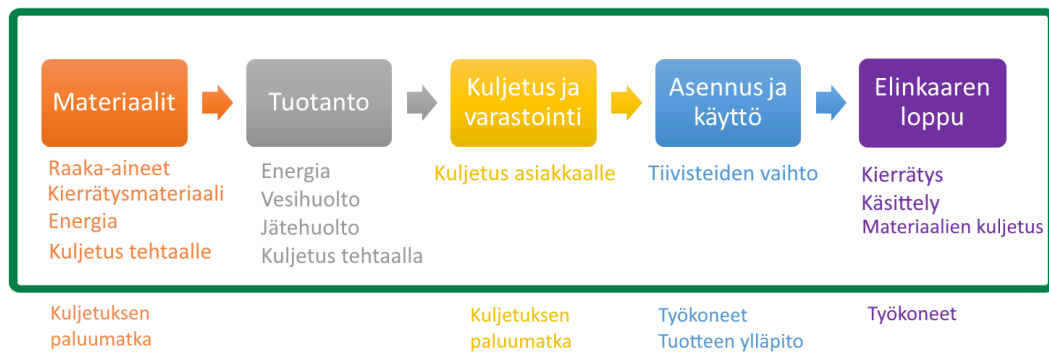 Materiaalit
Tuotanto
Kuljetus ja
varastointi
Asennus ja
käyttö
Elinkaaren
loppu
Raaka-aineet
Kierrätysmateriaali
Energia
Kuljetus tehtaalle
Energia
Vesihuolto
Jätehuolto
Kuljetus tehtaalla
Kuljetus asiakkaalle
Tiivisteiden vaihto
Kierrätys
Käsittely
Materiaalien kuljetus
Kuljetuksen
paluumatka
Kuljetuksen
paluumatka
Työkoneet
Tuotteen ylläpito
Työkoneet